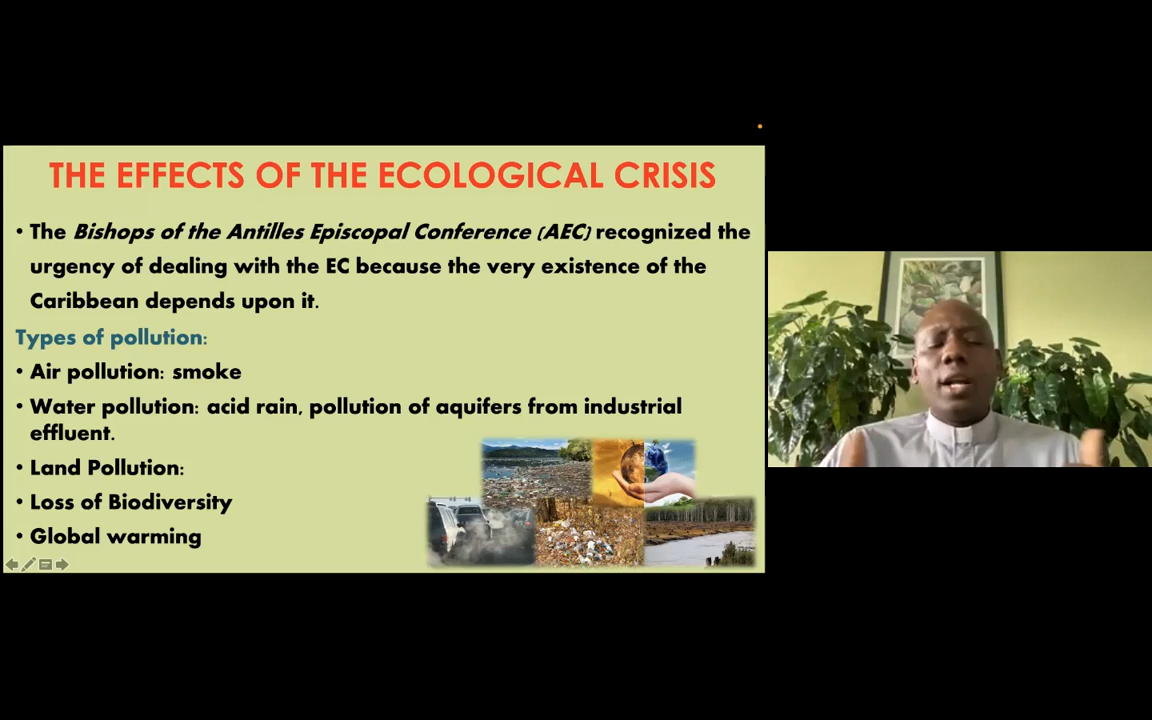 THE EFFECTS OF THE ECOLOGICAL CRISIS
• The Bishops of the Antilles Episcopal Conference (AEC) recognized the
urgency of dealing with the EC because the very existence of the
Caribbean depends upon it.
Types of pollution:
• Air pollution: smoke
• Water pollution: acid rain, pollution of aquifers from industrial
effluent.
• Land Pollution:
• Loss of Biodiversity
• Global warming